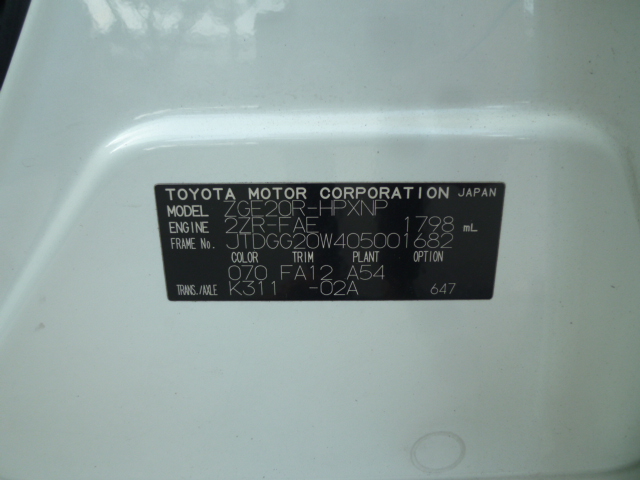 TOYOTA MOTOR CORPORATION JAPAN
MODEL ZGE20R-HPXNP
ENGINE 2ZR-FAE 1798 mL
FRAME No. JTDGG20W405001682
COLOR TRIM PLANT OPTION
070 FA12 A54
TRANS./AXLE K311 -02A 647